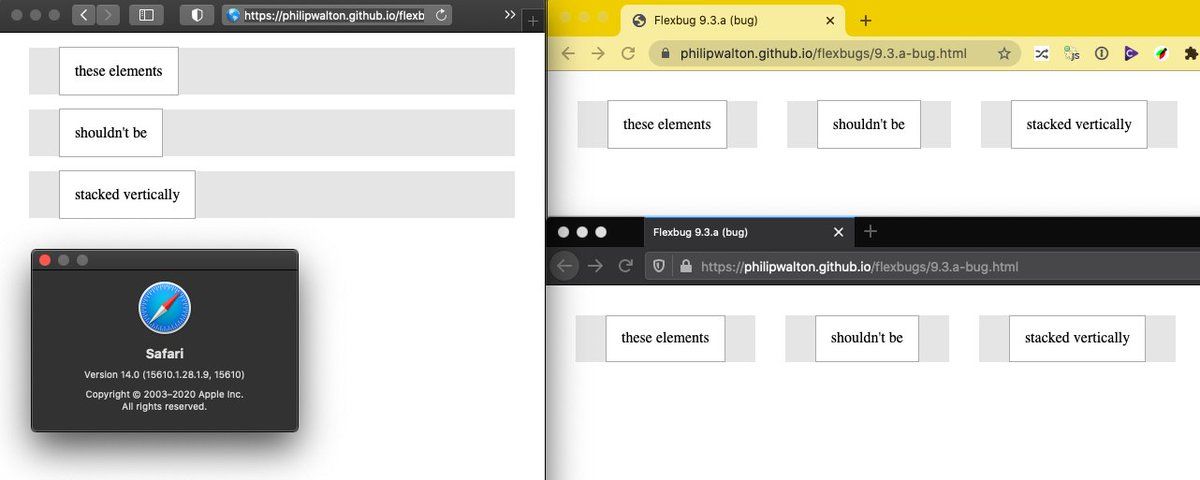 https://philipwalton.github.io/flexb
these elements
shouldn't be
stacked vertically
Safari
Version 14.0 (15610.1.28.1.9, 15610)
Copyright © 2003–2020 Apple Inc.
All rights reserved.
Flexbug 9.3.a (bug)
philipwalton.github.io/flexbugs/9.3.a-bug.html
js
these elements
shouldn't be
stacked vertically
Flexbug 9.3.a (bug)
https://philipwalton.github.io/flexbugs/9.3.a-bug.html
these elements
shouldn't be
stacked vertically